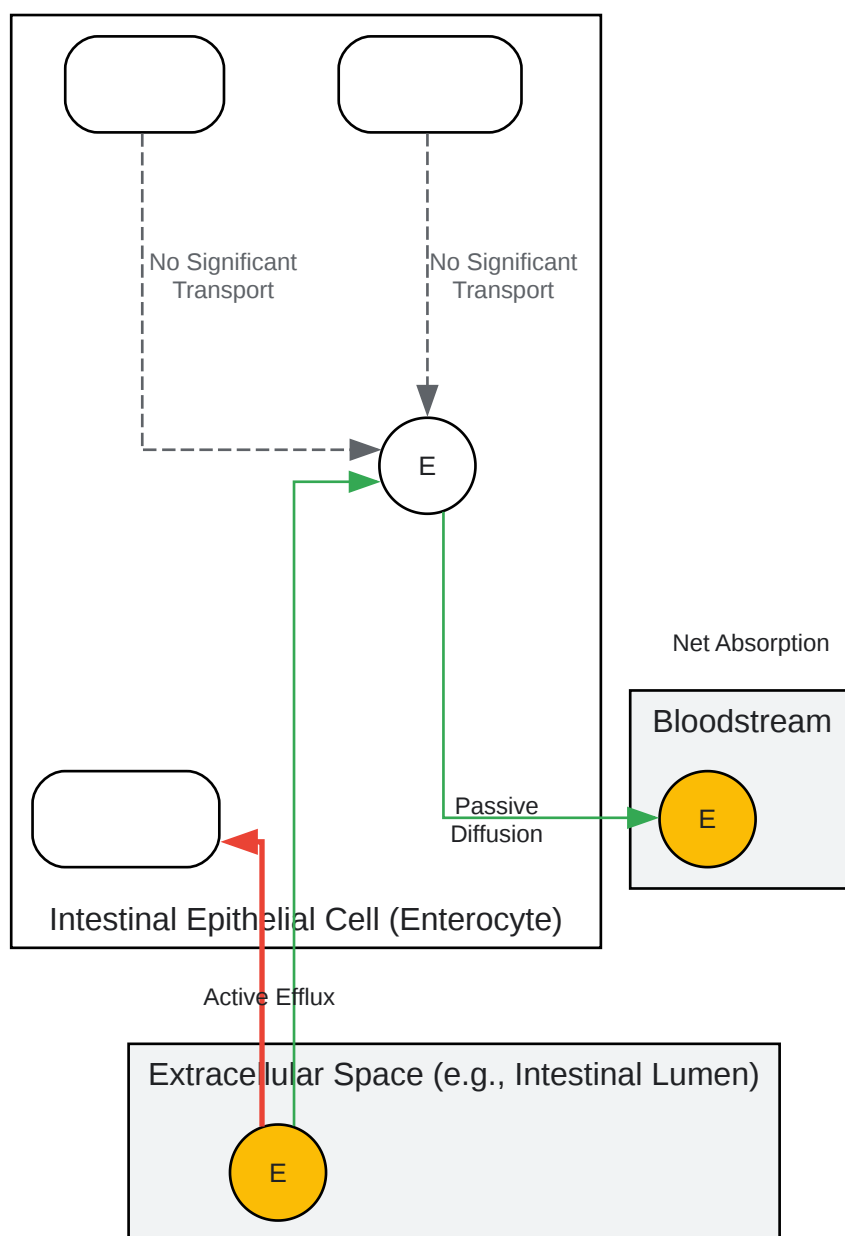 No Significant
Transport
No Significant
Transport
E
Net Absorption
Bloodstream
Passive
Diffusion
E
Intestinal Epithelial Cell (Enterocyte)
Active Efflux
Extracellular Space (e.g., Intestinal Lumen)
E